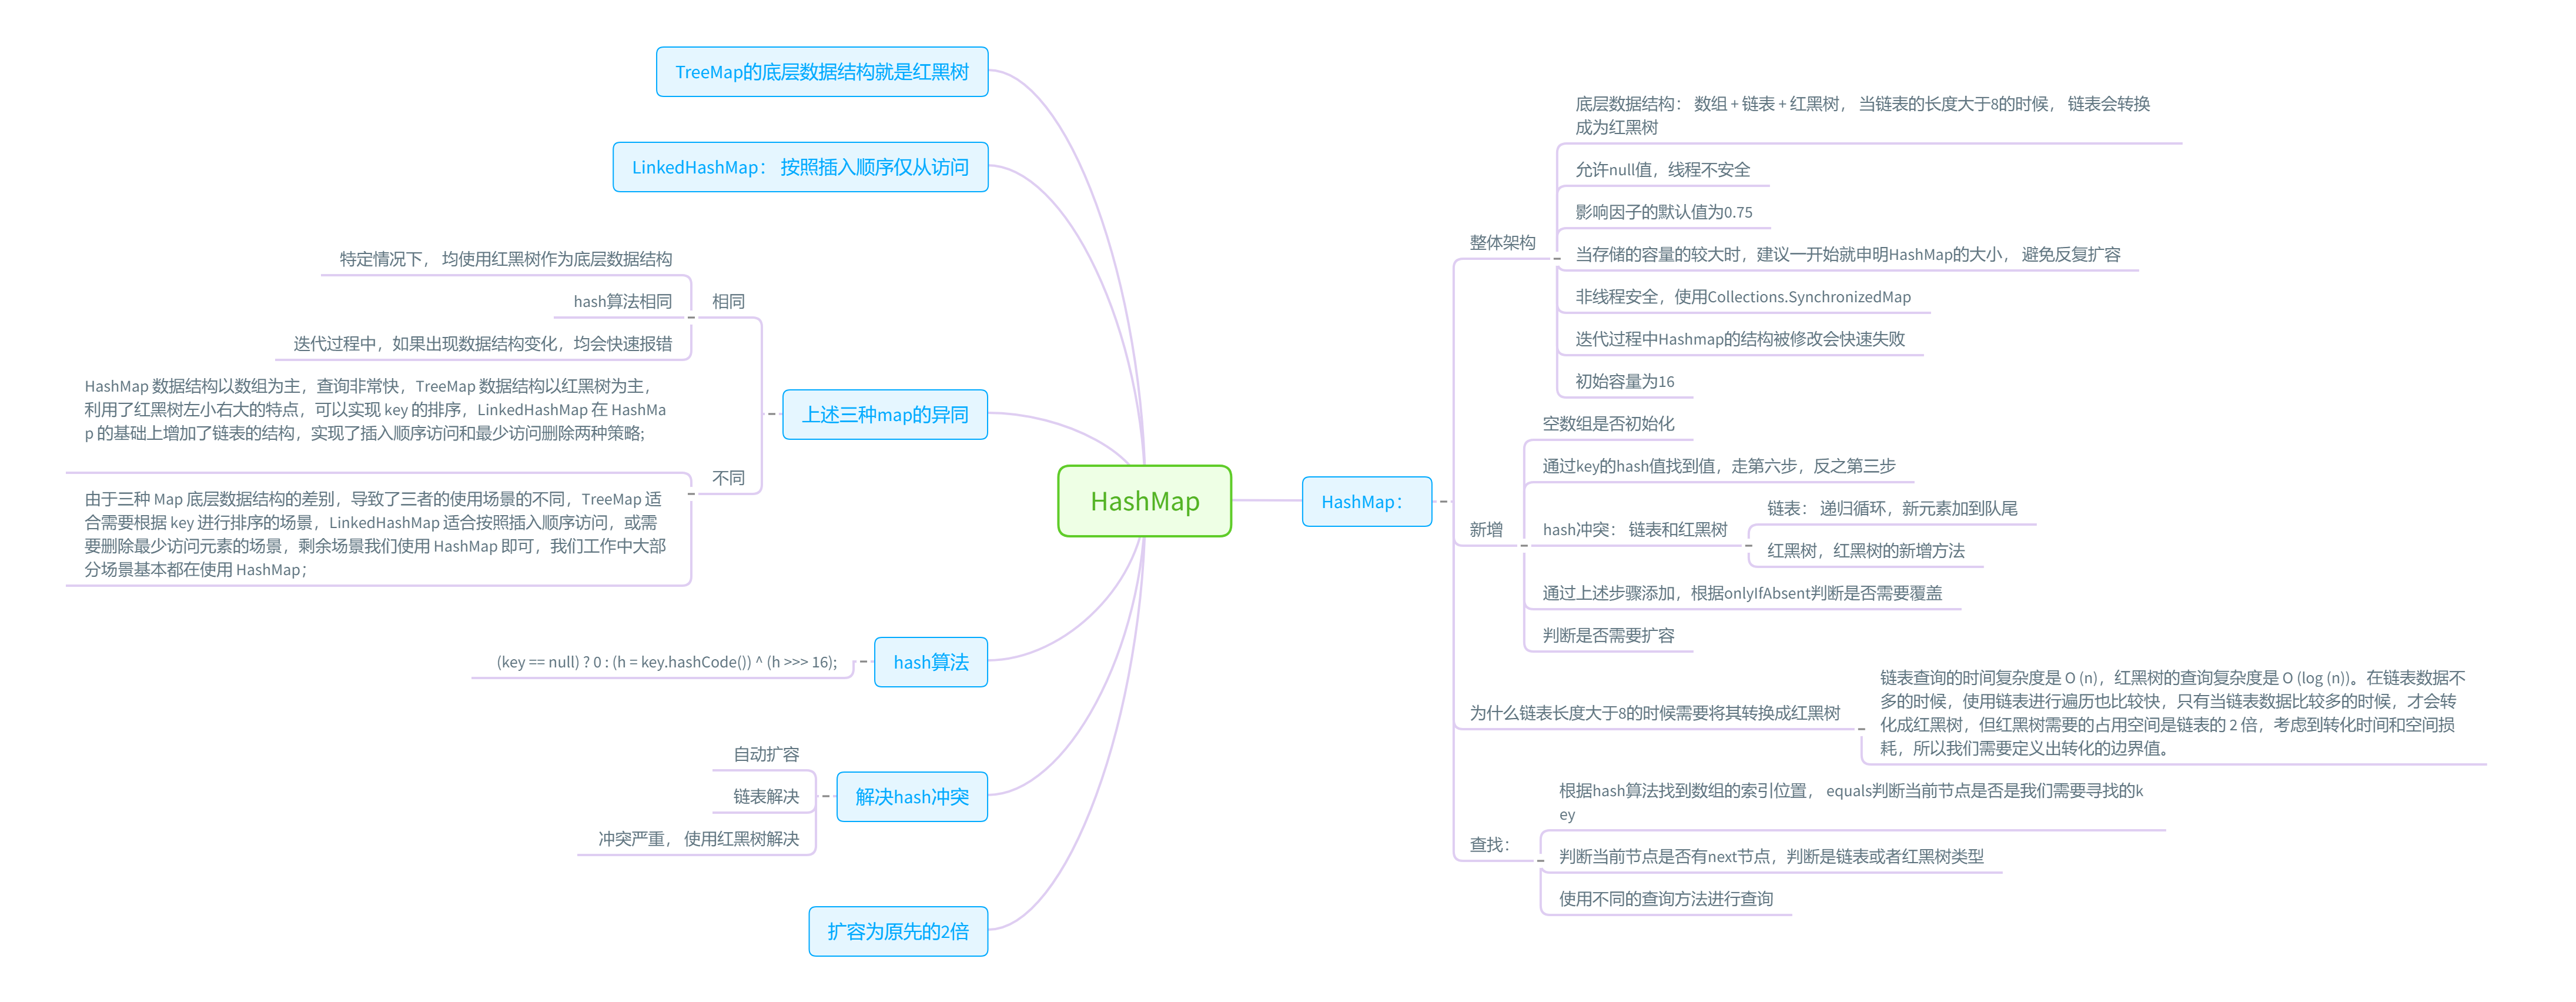 TreeMap的底层数据结构就是红黑树
LinkedHashMap： 按照插入顺序仅从访问
特定情况下， 均使用红黑树作为底层数据结构
hash算法相同
相同
迭代过程中，如果出现数据结构变化，均会快速报错
HashMap 数据结构以数组为主，查询非常快，TreeMap 数据结构以红黑树为主，
利用了红黑树左小右大的特点，可以实现 key 的排序，LinkedHashMap 在 HashMa
p 的基础上增加了链表的结构，实现了插入顺序访问和最少访问删除两种策略;
上述三种map的异同
不同
由于三种 Map 底层数据结构的差别，导致了三者的使用场景的不同，TreeMap 适
合需要根据 key 进行排序的场景，LinkedHashMap 适合按照插入顺序访问，或需
要删除最少访问元素的场景，剩余场景我们使用 HashMap 即可，我们工作中大部
分场景基本都在使用 HashMap；
(key == null) ? 0 : (h = key.hashCode()) ^ (h >>> 16);
hash算法
自动扩容
链表解决
解决hash冲突
冲突严重， 使用红黑树解决
扩容为原先的2倍
HashMap
HashMap：
整体架构
底层数据结构： 数组 + 链表 + 红黑树， 当链表的长度大于8的时候， 链表会转换
成为红黑树
允许null值，线程不安全
影响因子的默认值为0.75
当存储的容量的较大时，建议一开始就申明HashMap的大小， 避免反复扩容
非线程安全，使用Collections.SynchronizedMap
迭代过程中Hashmap的结构被修改会快速失败
初始容量为16
新增
空数组是否初始化
通过key的hash值找到值，走第六步，反之第三步
hash冲突： 链表和红黑树
链表： 递归循环，新元素加到队尾
红黑树，红黑树的新增方法
通过上述步骤添加，根据onlyIfAbsent判断是否需要覆盖
判断是否需要扩容
为什么链表长度大于8的时候需要将其转换成红黑树
链表查询的时间复杂度是 O (n)，红黑树的查询复杂度是 O (log (n))。在链表数据不
多的时候，使用链表进行遍历也比较快，只有当链表数据比较多的时候，才会转
化成红黑树，但红黑树需要的占用空间是链表的 2 倍，考虑到转化时间和空间损
耗，所以我们需要定义出转化的边界值。
查找：
根据hash算法找到数组的索引位置， equals判断当前节点是否是我们需要寻找的k
ey
判断当前节点是否有next节点，判断是链表或者红黑树类型
使用不同的查询方法进行查询